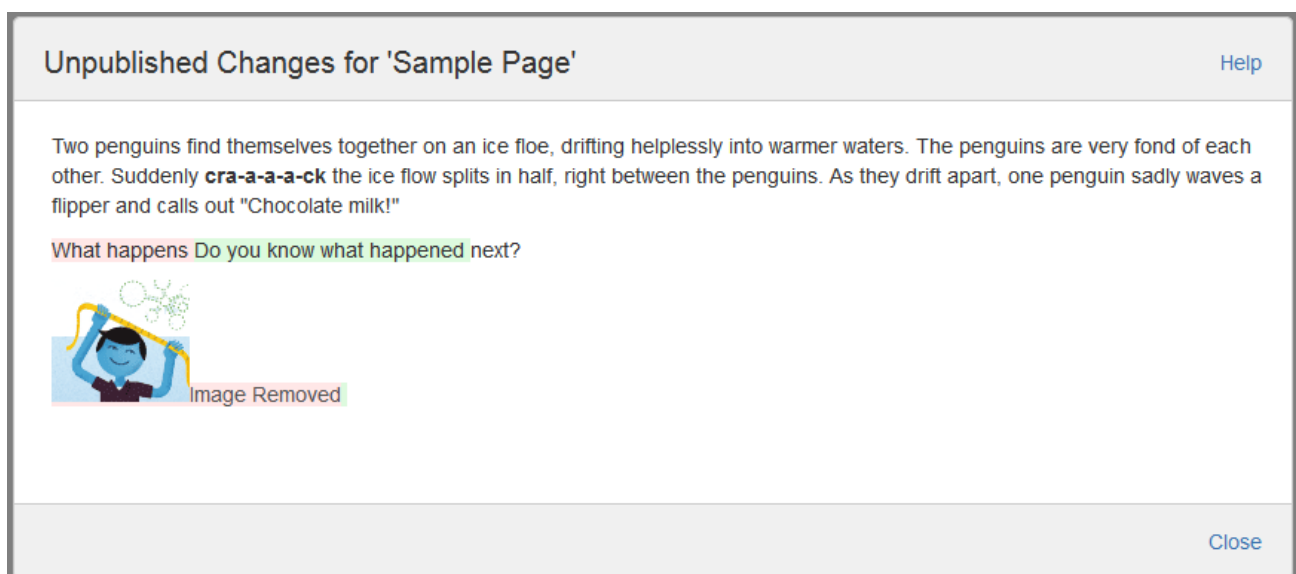 Unpublished Changes for 'Sample Page'
Help
Two penguins find themselves together on an ice floe, drifting helplessly into warmer waters. The penguins are very fond of each
other. Suddenly cra-a-a-a-ck the ice flow splits in half, right between the penguins. As they drift apart, one penguin sadly waves a
flipper and calls out "Chocolate milk!"
What happens Do you know what happened next?
Image Removed
Close